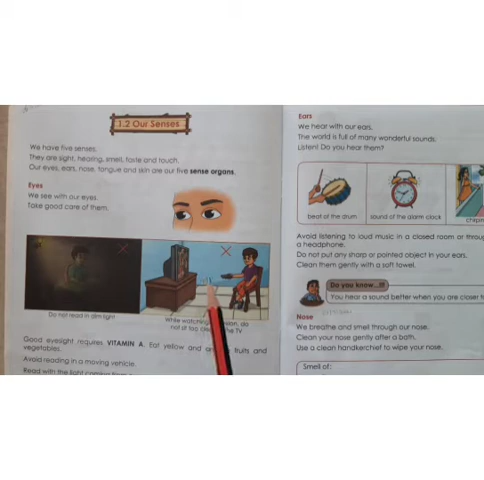 1.2 Our Senses
We have five senses.
They are sight, hearing, smell, taste and touch.
Our eyes, ears, nose, tongue and skin are our five sense organs.
Eyes
We see with our eyes.
Take good care of them.
Do not read in dim light
While watching
not sit too TV
Good eyesight requires VITAMIN A. Eat yellow and fruits and
vegetables.
Avoid reading in a moving vehicle.
Read with the light coming
Ears
We hear with our ears.
The world is full of many wonderful sounds.
Listen! Do you hear them?
beat of the drum
sound of the alarm clock
Avoid listening to loud music in a closed room or
a headphone.
Do not put any sharp or pointed object in your ears.
Clean them gently with a soft towel.
Do you know...!!!
You hear a sound better when you are closer
Nose
We breathe and smell through our nose.
Clean your nose gently after a bath.
Use a clean handkerchief to wipe your nose.
Smell of: